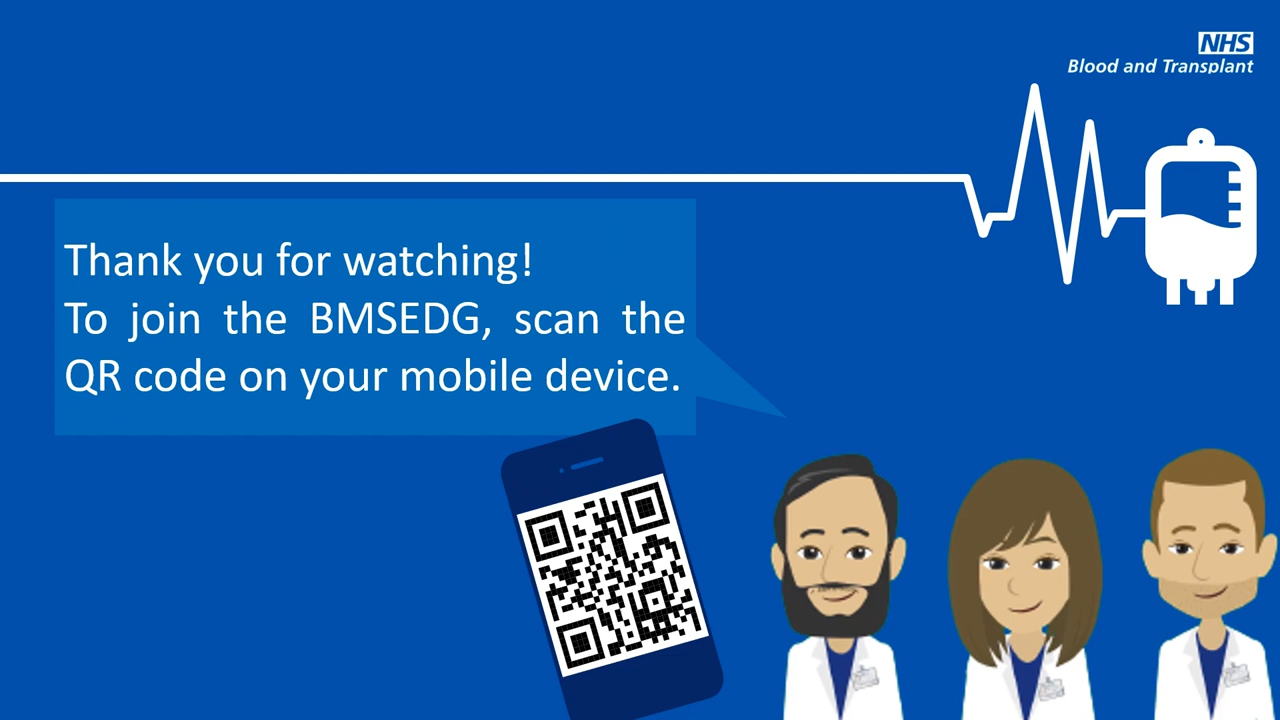 NHS
Blood and Transplant
Thank you for watching!
To join the BMSEDG, scan the
QR code on your mobile device.